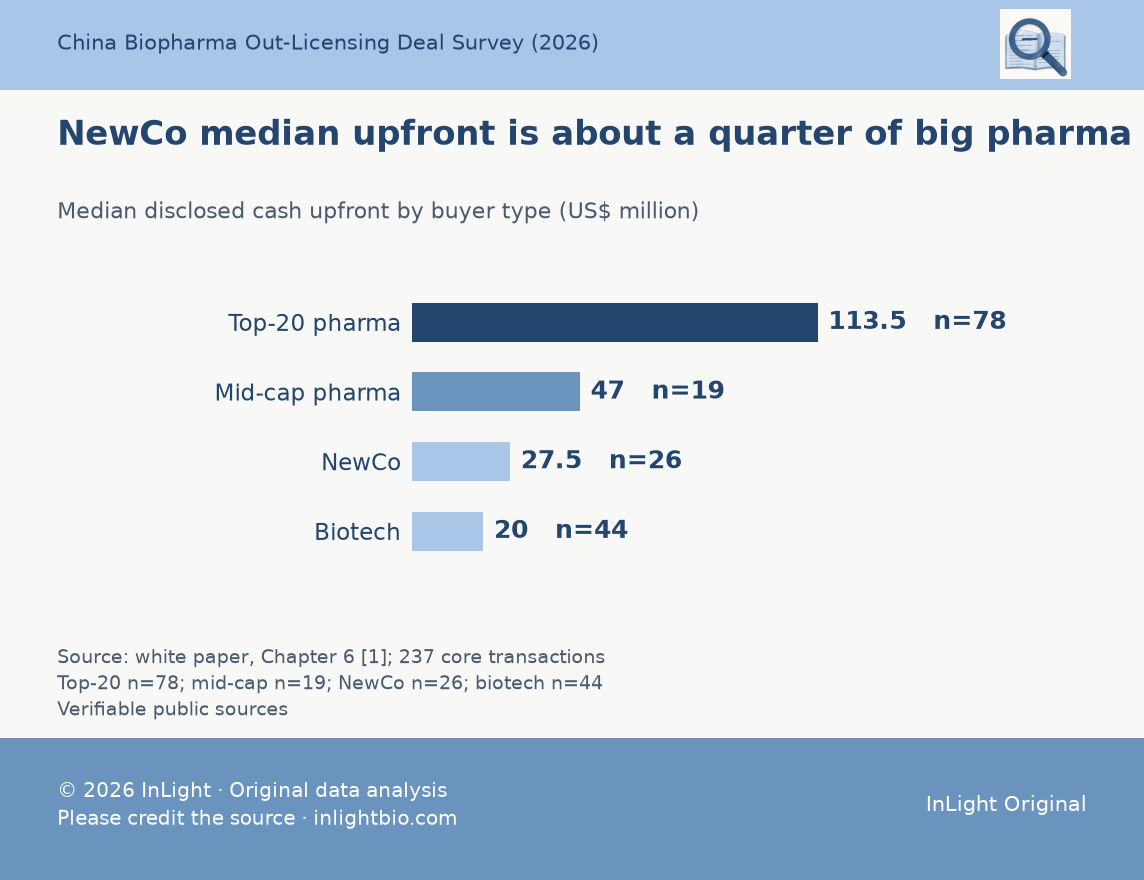 China Biopharma Out-Licensing Deal Survey (2026)
NewCo median upfront is about a quarter of big pharma
Median disclosed cash upfront by buyer type (US$ million)
Top-20 pharma 113.5 n=78
Mid-cap pharma 47 n=19
NewCo 27.5 n=26
Biotech 20 n=44
Source: white paper, Chapter 6 [1]; 237 core transactions
Top-20 n=78; mid-cap n=19; NewCo n=26; biotech n=44
Verifiable public sources
© 2026 InLight · Original data analysis
Please credit the source · inlightbio.com
InLight Original